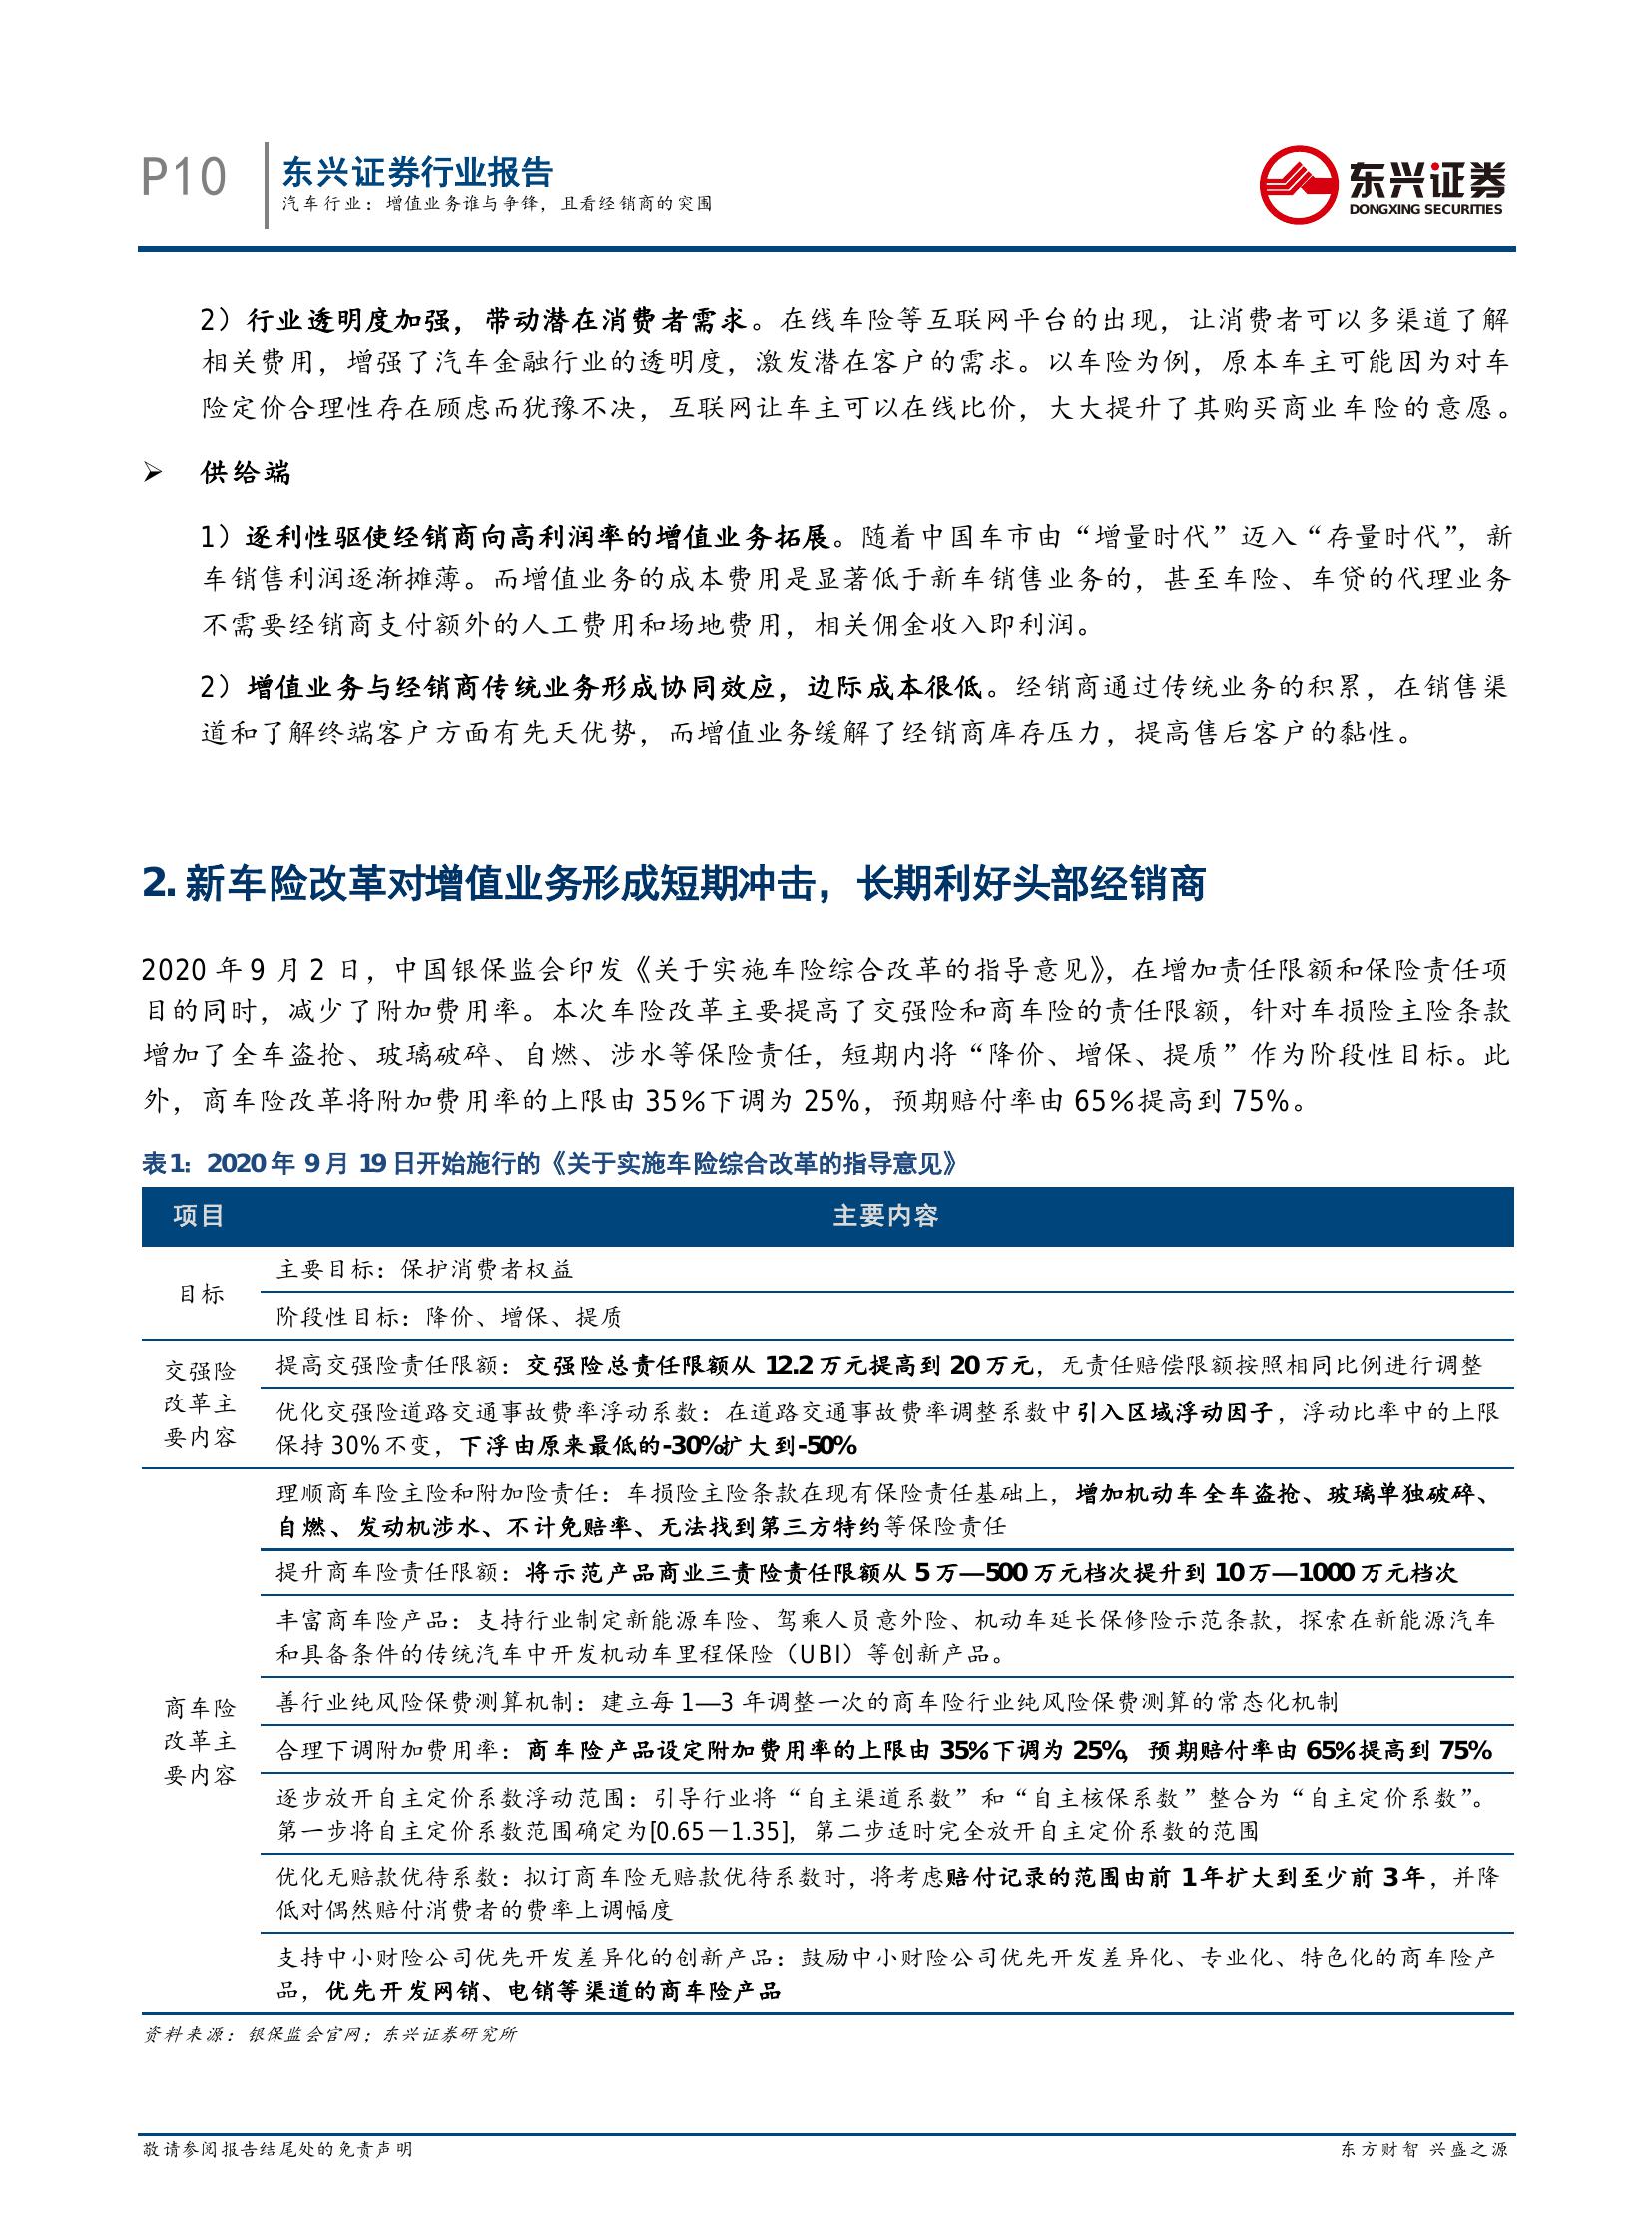 P10
东兴证券行业报告
汽车行业：增值业务谁与争锋，且看经销商的突围
东兴证券
DONGXING SECURITIES
2）行业透明度加强，带动潜在消费者需求。在线车险等互联网平台的出现，让消费者可以多渠道了解
相关费用，增强了汽车金融行业的透明度，激发潜在客户的需求。以车险为例，原本车主可能因为对车
险定价合理性存在顾虑而犹豫不决，互联网让车主可以在线比价，大大提升了其购买商业车险的意愿。
➢ 供给端
1）逐利性驱使经销商向高利润率的增值业务拓展。随着中国车市由“增量时代”迈入“存量时代”，新
车销售利润逐渐摊薄。而增值业务的成本费用是显著低于新车销售业务的，甚至车险、车贷的代理业务
不需要经销商支付额外的人工费用和场地费用，相关佣金收入即利润。
2）增值业务与经销商传统业务形成协同效应，边际成本很低。经销商通过传统业务的积累，在销售渠
道和了解终端客户方面有先天优势，而增值业务缓解了经销商库存压力，提高售后客户的黏性。
2. 新车险改革对增值业务形成短期冲击，长期利好头部经销商
2020 年 9 月 2 日，中国银保监会印发《关于实施车险综合改革的指导意见》，在增加责任限额和保险责任项
目的同时，减少了附加费用率。本次车险改革主要提高了交强险和商车险的责任限额，针对车损险主险条款
增加了全车盗抢、玻璃破碎、自燃、涉水等保险责任，短期内将“降价、增保、提质”作为阶段性目标。此
外，商车险改革将附加费用率的上限由 35%下调为 25%，预期赔付率由 65%提高到 75%。
表1：2020 年 9 月 19 日开始施行的《关于实施车险综合改革的指导意见》
项目 主要内容
目标
主要目标：保护消费者权益
阶段性目标：降价、增保、提质
交强险
改革主
要内容
提高交强险责任限额：交强险总责任限额从 12.2 万元提高到 20 万元，无责任赔偿限额按照相同比例进行调整
优化交强险道路交通事故费率浮动系数：在道路交通事故费率调整系数中引入区域浮动因子，浮动比率中的上限
保持 30%不变，下浮由原来最低的-30%扩大到-50%
商车险
改革主
要内容
理顺商车险主险和附加险责任：车损险主险条款在现有保险责任基础上，增加机动车全车盗抢、玻璃单独破碎、
自燃、发动机涉水、不计免赔率、无法找到第三方特约等保险责任
提升商车险责任限额：将示范产品商业三责险责任限额从 5 万—500 万元档次提升到 10 万—1000 万元档次
丰富商车险产品：支持行业制定新能源车险、驾乘人员意外险、机动车延长保修险示范条款，探索在新能源汽车
和具备条件的传统汽车中开发机动车里程保险（UBI）等创新产品。
善行业纯风险保费测算机制：建立每 1—3 年调整一次的商车险行业纯风险保费测算的常态化机制
合理下调附加费用率：商车险产品设定附加费用率的上限由 35%下调为 25%，预期赔付率由 65%提高到 75%
逐步放开自主定价系数浮动范围：引导行业将“自主渠道系数”和“自主核保系数”整合为“自主定价系数”。
第一步将自主定价系数范围确定为[0.65－1.35]，第二步适时完全放开自主定价系数的范围
优化无赔款优待系数：拟订商车险无赔款优待系数时，将考虑赔付记录的范围由前 1 年扩大到至少前 3 年，并降
低对偶然赔付消费者的费率上调幅度
支持中小财险公司优先开发差异化的创新产品：鼓励中小财险公司优先开发差异化、专业化、特色化的商车险产
品，优先开发网销、电销等渠道的商车险产品
资料来源：银保监会官网；东兴证券研究所
敬请参阅报告结尾处的免责声明
东方财智 兴盛之源